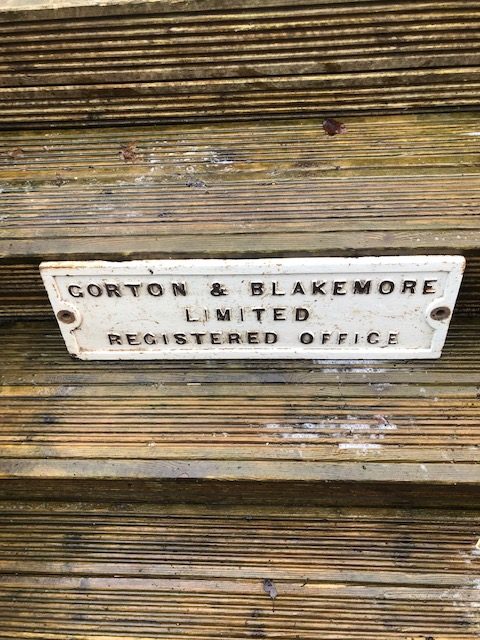 GORTON & BLAKEMORE
LIMITED
REGISTERED OFFICE